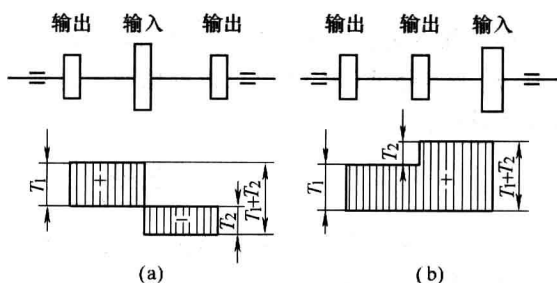 输出 输入 输出 输出 输出 输入
T₁ + − T₂ T₁+T₂ T₁ T₂ + T₁+T₂
(a) (b)